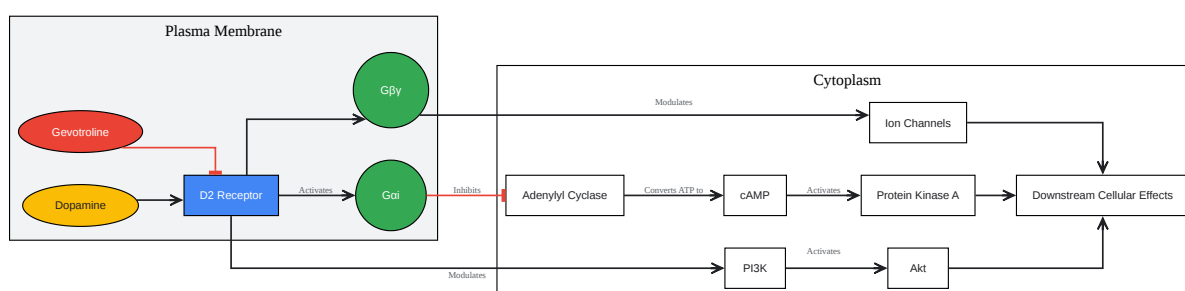 Plasma Membrane
Cytoplasm
Gβγ
Modulates
Ion Channels
Gevotroline
Dopamine
D2 Receptor
Activates
Gαi
Inhibits
Adenylyl Cyclase
Converts ATP to
cAMP
Activates
Protein Kinase A
Downstream Cellular Effects
Modulates
PI3K
Activates
Akt